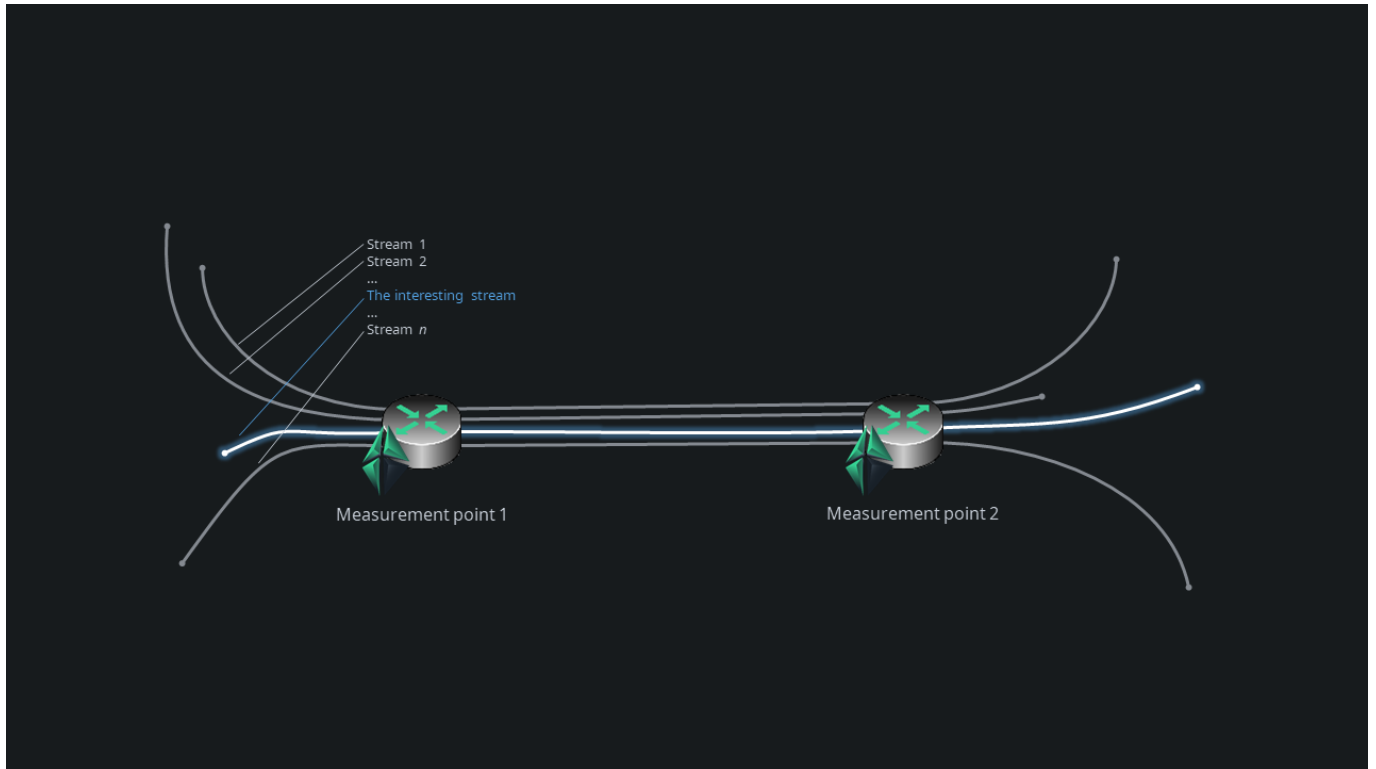 Stream 1
Stream 2
...
The interesting stream
...
Stream n
Measurement point 1
Measurement point 2